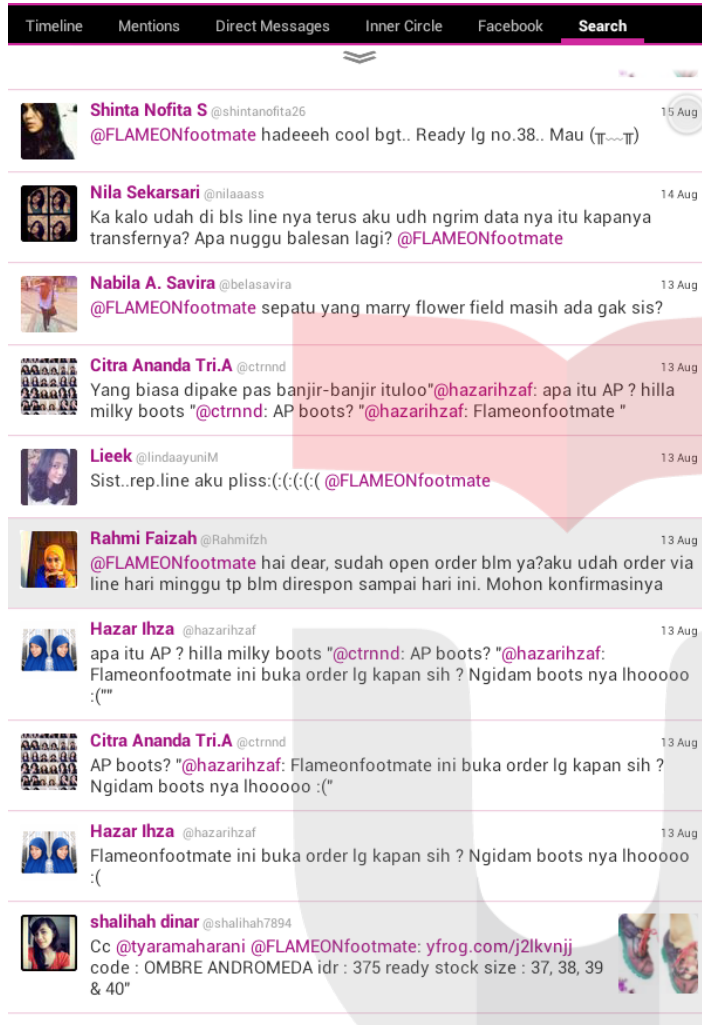 Timeline Mentions Direct Messages Inner Circle Facebook Search
Shinta Nofita S @shintanofita26 15 Aug
@FLAMEONfootmate hadeeeh cool bgt.. Ready lg no.38.. Mau (╥﹏╥)
Nila Sekarsari @nilaaass 14 Aug
Ka kalo udah di bls line nya terus aku udh ngrim data nya itu kapanya
transfernya? Apa nuggu balesan lagi? @FLAMEONfootmate
Nabila A. Savira @belasavira 13 Aug
@FLAMEONfootmate sepatu yang marry flower field masih ada gak sis?
Citra Ananda Tri.A @ctrnnd 13 Aug
Yang biasa dipake pas banjir-banjir ituloo"@hazarihzaf: apa itu AP ? hilla
milky boots "@ctrnnd: AP boots? "@hazarihzaf: Flameonfootmate "
Lieek @lindaayuniM 13 Aug
Sist..rep.line aku pliss:(:(:(:(:( @FLAMEONfootmate
Rahmi Faizah @Rahmifzh 13 Aug
@FLAMEONfootmate hai dear, sudah open order blm ya?aku udah order via
line hari minggu tp blm direspon sampai hari ini. Mohon konfirmasinya
Hazar Ihza @hazarihzaf 13 Aug
apa itu AP ? hilla milky boots "@ctrnnd: AP boots? "@hazarihzaf:
Flameonfootmate ini buka order lg kapan sih ? Ngidam boots nya lhooooo
:(""
Citra Ananda Tri.A @ctrnnd 13 Aug
AP boots? "@hazarihzaf: Flameonfootmate ini buka order lg kapan sih ?
Ngidam boots nya lhooooo :("
Hazar Ihza @hazarihzaf 13 Aug
Flameonfootmate ini buka order lg kapan sih ? Ngidam boots nya lhooooo
:(
shalihah dinar @shalihah7894
Cc @tyaramaharani @FLAMEONfootmate: yfrog.com/j2lkvnjj
code : OMBRE ANDROMEDA idr : 375 ready stock size : 37, 38, 39
& 40"